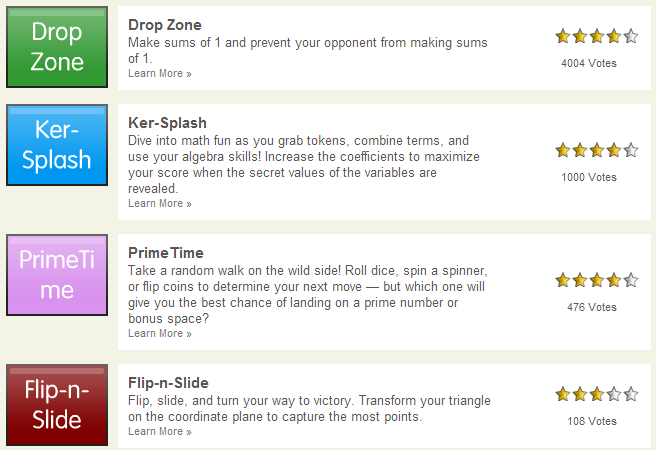 Drop
Zone
Drop Zone
Make sums of 1 and prevent your opponent from making sums
of 1.
Learn More »
4004 Votes
Ker-
Splash
Ker-Splash
Dive into math fun as you grab tokens, combine terms, and
use your algebra skills! Increase the coefficients to maximize
your score when the secret values of the variables are
revealed.
Learn More »
1000 Votes
PrimeTi
me
PrimeTime
Take a random walk on the wild side! Roll dice, spin a spinner,
or flip coins to determine your next move — but which one will
give you the best chance of landing on a prime number or
bonus space?
Learn More »
476 Votes
Flip-n-
Slide
Flip-n-Slide
Flip, slide, and turn your way to victory. Transform your triangle
on the coordinate plane to capture the most points.
Learn More »
108 Votes